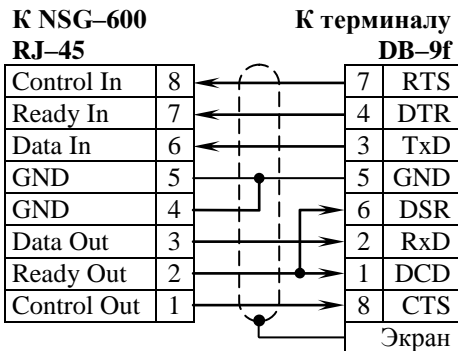 К NSG–600 К терминалу
RJ–45 DB–9f
Control In 8 7 RTS
Ready In 7 4 DTR
Data In 6 3 TxD
GND 5 5 GND
GND 4 6 DSR
Data Out 3 2 RxD
Ready Out 2 1 DCD
Control Out 1 8 CTS
Экран